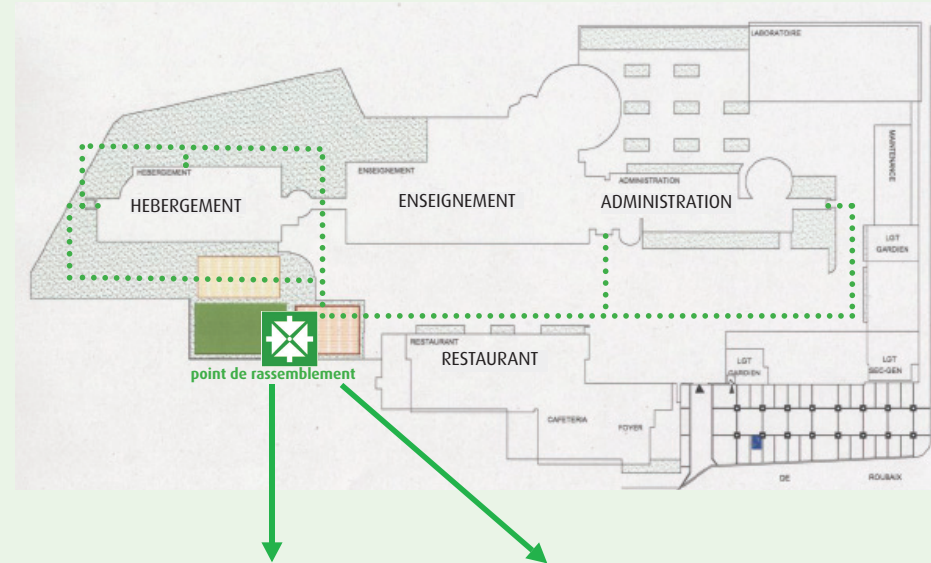 LABORATOIRE
MAINTENANCE
HEBERGEMENT
HEBERGEMENT
ENSEIGNEMENT
ENSEIGNEMENT
ADMINISTRATION
ADMINISTRATION
LGT
GARDIEN
RESTAURANT
RESTAURANT
point de rassemblement
LGT
GARDIEN
LGT
SEC-GEN
CAFETERIA
FOYER
DE
ROUBAIX